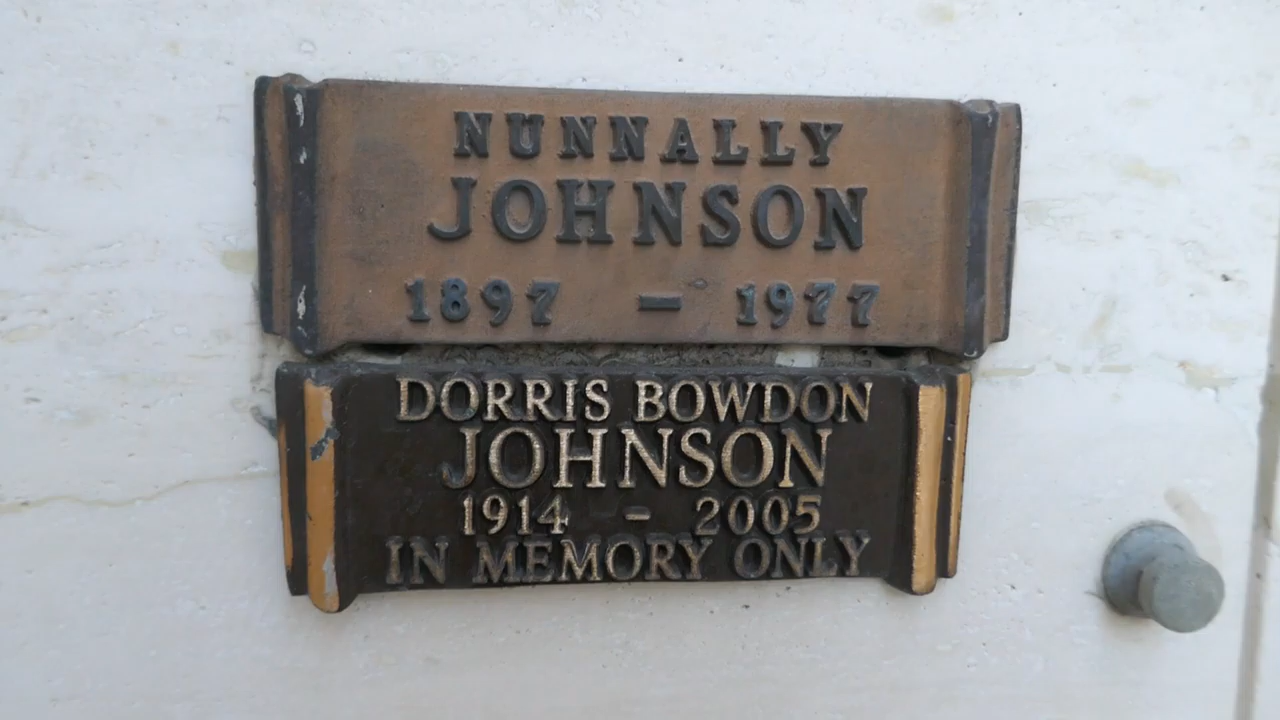 NUNNALLY
JOHNSON
1897 – 1977
DORRIS BOWDON
JOHNSON
1914 - 2005
IN MEMORY ONLY